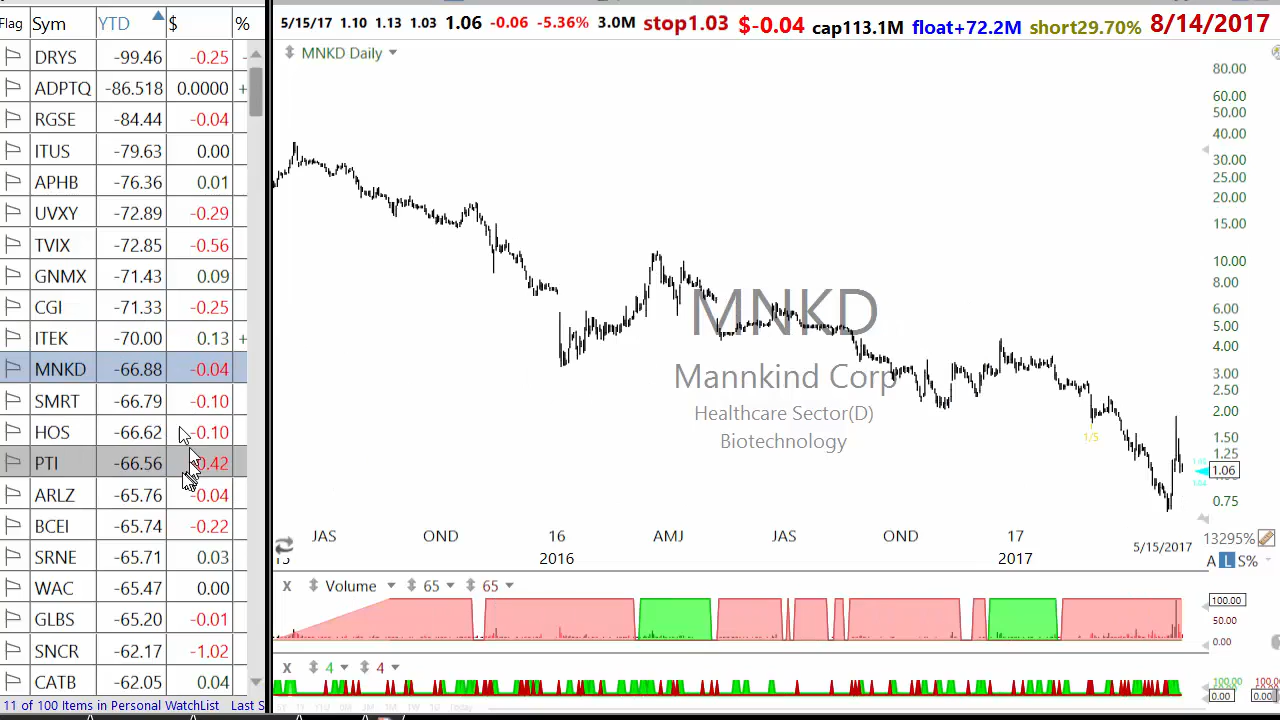 Flag Sym YTD $ %
DRYS -99.46 -0.25 -
ADPTQ -86.518 0.0000 +
RGSE -84.44 -0.04
ITUS -79.63 0.00
APHB -76.36 0.01
UVXY -72.89 -0.29
TVIX -72.85 -0.56
GNMX -71.43 0.09
CGI -71.33 -0.25
ITEK -70.00 0.13 +
MNKD -66.88 -0.04
SMRT -66.79 -0.10
HOS -66.62 -0.10
PTI -66.56 0.42
ARLZ -65.76 -0.04
BCEI -65.74 -0.22
SRNE -65.71 0.03
WAC -65.47 0.00
GLBS -65.20 -0.01
SNCR -62.17 -1.02
CATB -62.05 0.04
11 of 100 Items in Personal WatchList Last S
5/15/17 1.10 1.13 1.03 1.06 -0.06 -5.36% 3.0M stop1.03 $-0.04 cap113.1M float+72.2M short29.70% 8/14/2017
MNKD Daily
80.00
60.00
50.00
40.00
30.00
25.00
20.00
15.00
10.00
8.00
6.00
5.00
4.00
3.00
2.50
2.00
1.50
1.25
1.06
0.75
MNKD
Mannkind Corp
Healthcare Sector(D)
Biotechnology
1/5
JAS OND 16 AMJ JAS OND 17
2016 2017 5/15/2017
13295%
A L S%
X Volume 65 65
100.00
50.00
0.00
X 4 4
100.00 100.0
0.00 0.00